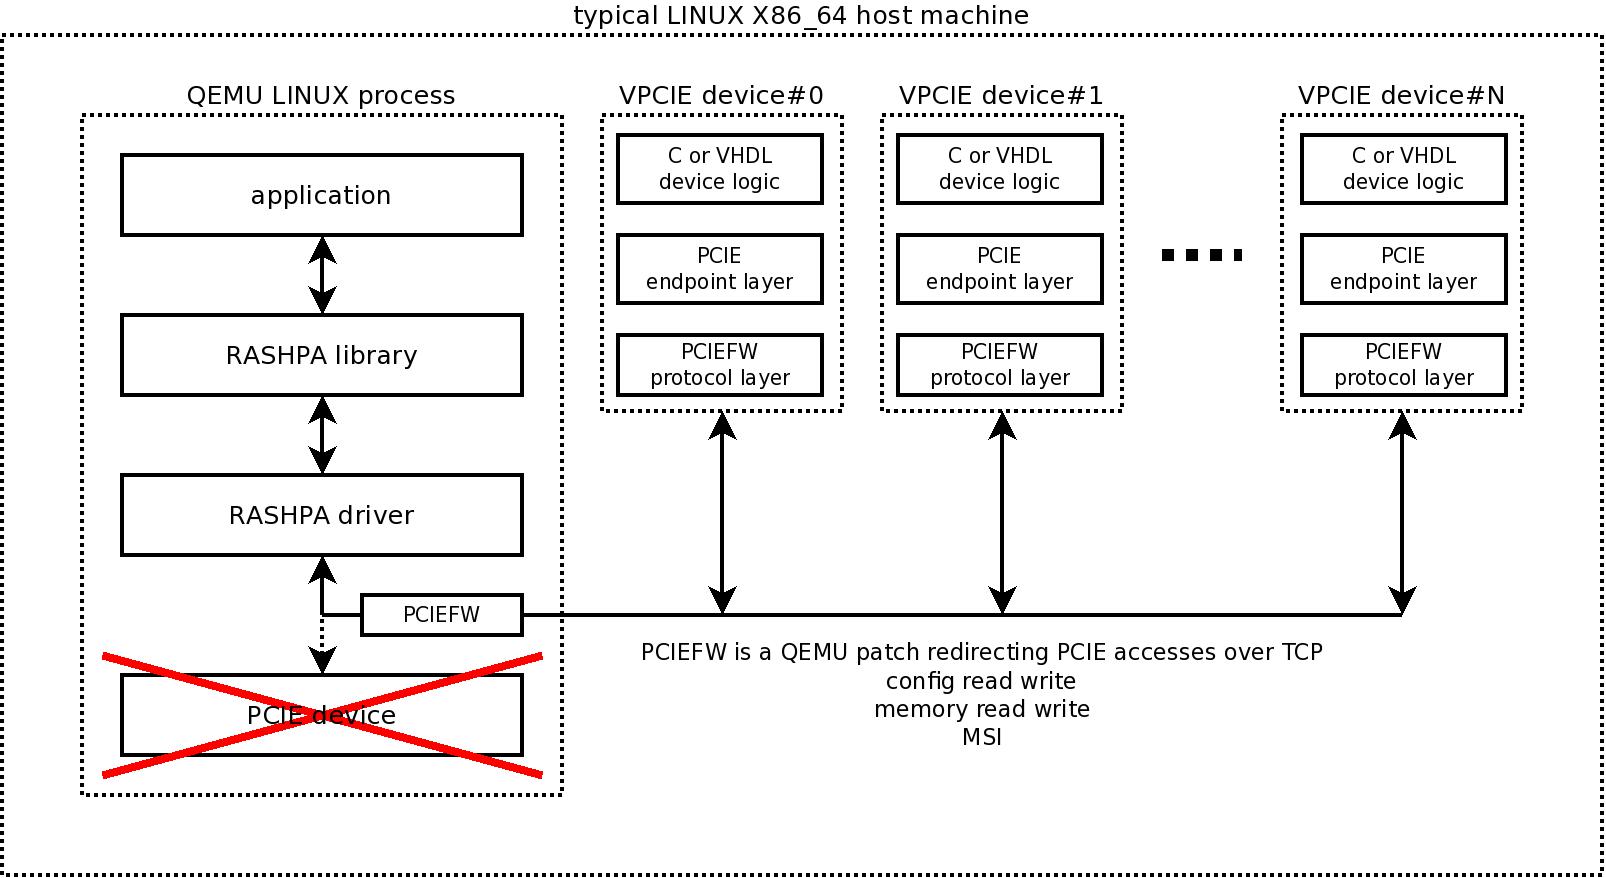 typical LINUX X86_64 host machine
QEMU LINUX process
application
RASHPA library
RASHPA driver
PCIEFW
PCIE device
VPCIE device#0
C or VHDL
device logic
PCIE
endpoint layer
PCIEFW
protocol layer
VPCIE device#1
C or VHDL
device logic
PCIE
endpoint layer
PCIEFW
protocol layer
VPCIE device#N
C or VHDL
device logic
PCIE
endpoint layer
PCIEFW
protocol layer
PCIEFW is a QEMU patch redirecting PCIE accesses over TCP
config read write
memory read write
MSI